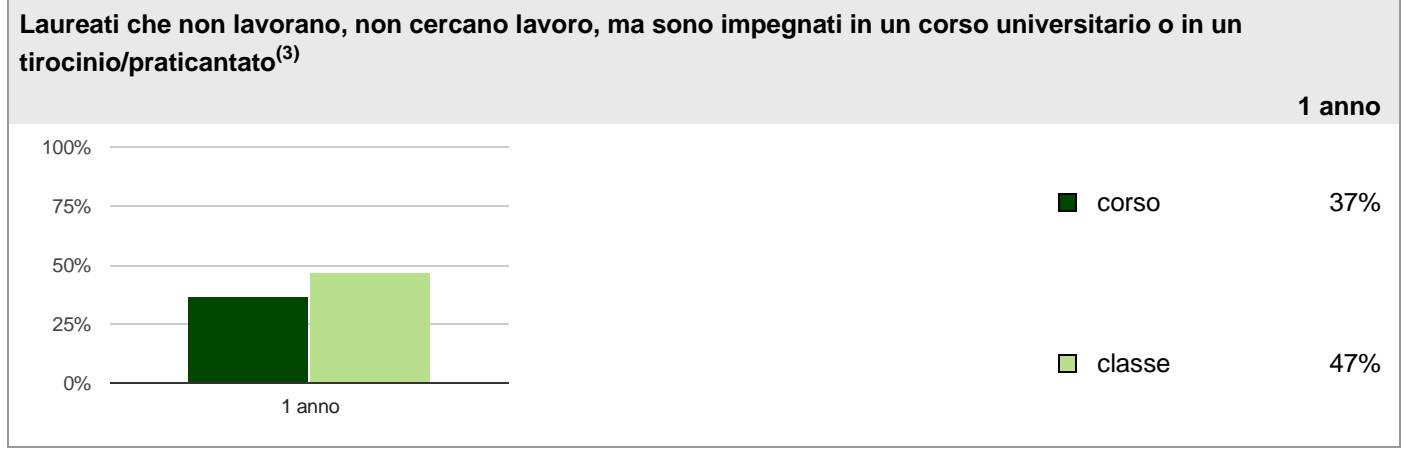 Laureati che non lavorano, non cercano lavoro, ma sono impegnati in un corso universitario o in un
tirocinio/praticantato(3)
1 anno
100%
75%
50%
25%
0%
1 anno
corso 37%
classe 47%